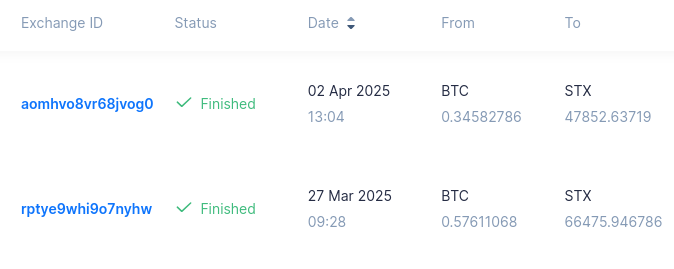 Exchange ID Status Date From To
02 Apr 2025 BTC STX
aomhvo8vr68jvog0 Finished
13:04 0.34582786 47852.63719
27 Mar 2025 BTC STX
rptye9whi9o7nyhw Finished
09:28 0.57611068 66475.946786